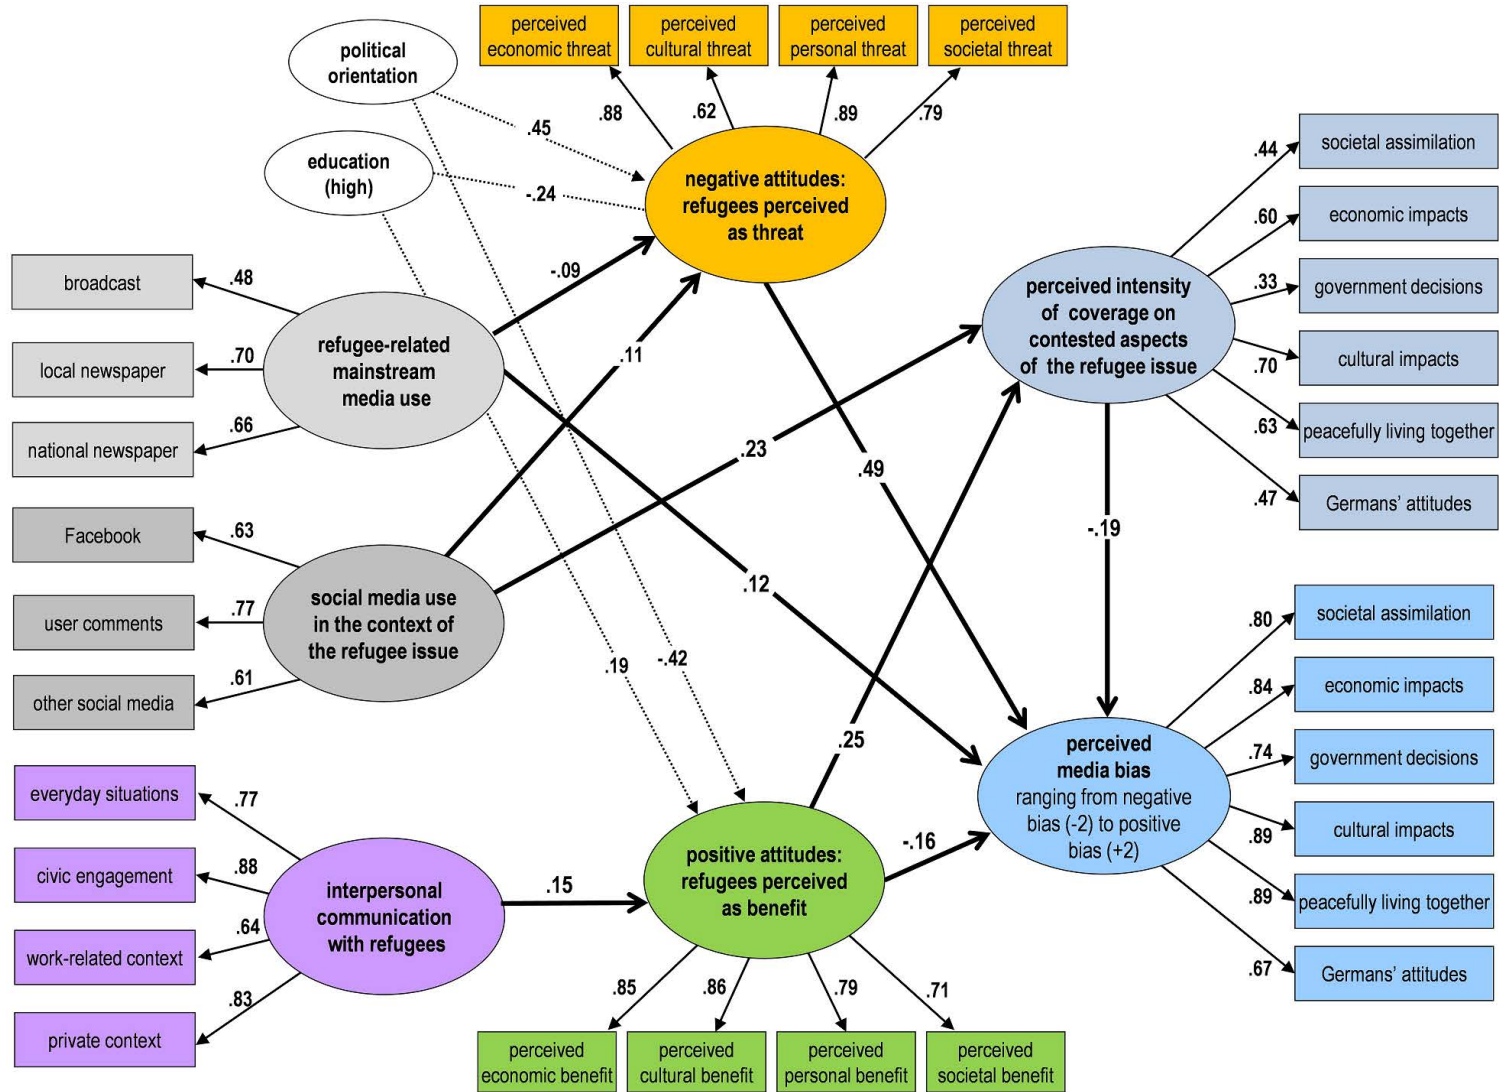 political
orientation
education
(high)
perceived
economic threat
perceived
cultural threat
perceived
personal threat
perceived
societal threat
.88
.62
.89
.79
.45
-.24
negative attitudes:
refugees perceived
as threat
broadcast
local newspaper
national newspaper
.48
.70
.66
refugee-related
mainstream
media use
-.09
.11
.23
.12
.49
Facebook
user comments
other social media
.63
.77
.61
social media use
in the context of
the refugee issue
.19
-.42
everyday situations
civic engagement
work-related context
private context
.77
.88
.64
.83
interpersonal
communication
with refugees
.15
positive attitudes:
refugees perceived
as benefit
.25
-.16
.85
.86
.79
.71
perceived
economic benefit
perceived
cultural benefit
perceived
personal benefit
perceived
societal benefit
perceived intensity
of coverage on
contested aspects
of the refugee issue
.44
.60
.33
.70
.63
.47
societal assimilation
economic impacts
government decisions
cultural impacts
peacefully living together
Germans’ attitudes
-.19
perceived
media bias
ranging from negative
bias (-2) to positive
bias (+2)
.80
.84
.74
.89
.89
.67
societal assimilation
economic impacts
government decisions
cultural impacts
peacefully living together
Germans’ attitudes